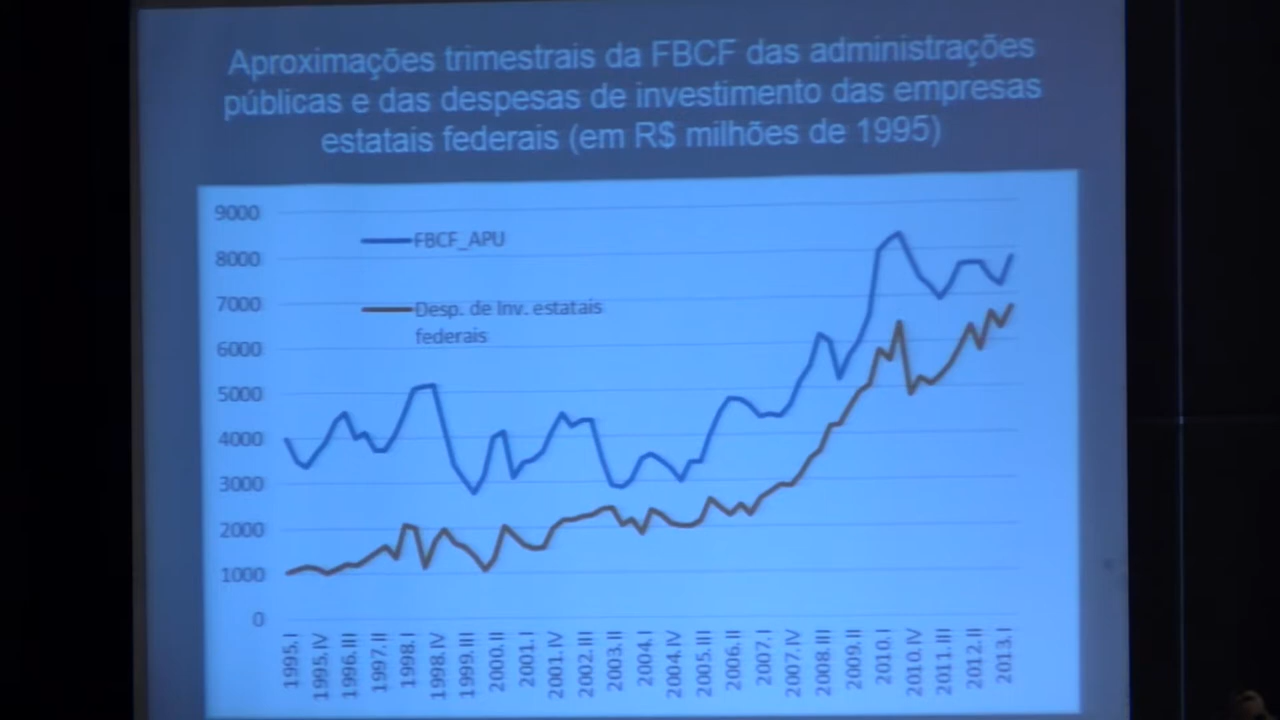 Aproximações trimestrais da FBCF das administrações
públicas e das despesas de investimento das empresas
estatais federais (em R$ milhões de 1995)
9000
8000
7000
6000
5000
4000
3000
2000
1000
0
FBCF_APU
Desp. de Inv. estatais
federais
1995.I
1995.IV
1996.III
1997.II
1998.I
1998.IV
1999.III
2000.II
2001.I
2001.IV
2002.III
2003.II
2004.I
2004.IV
2005.III
2006.II
2007.I
2007.IV
2008.III
2009.II
2010.I
2010.IV
2011.III
2012.II
2013.I